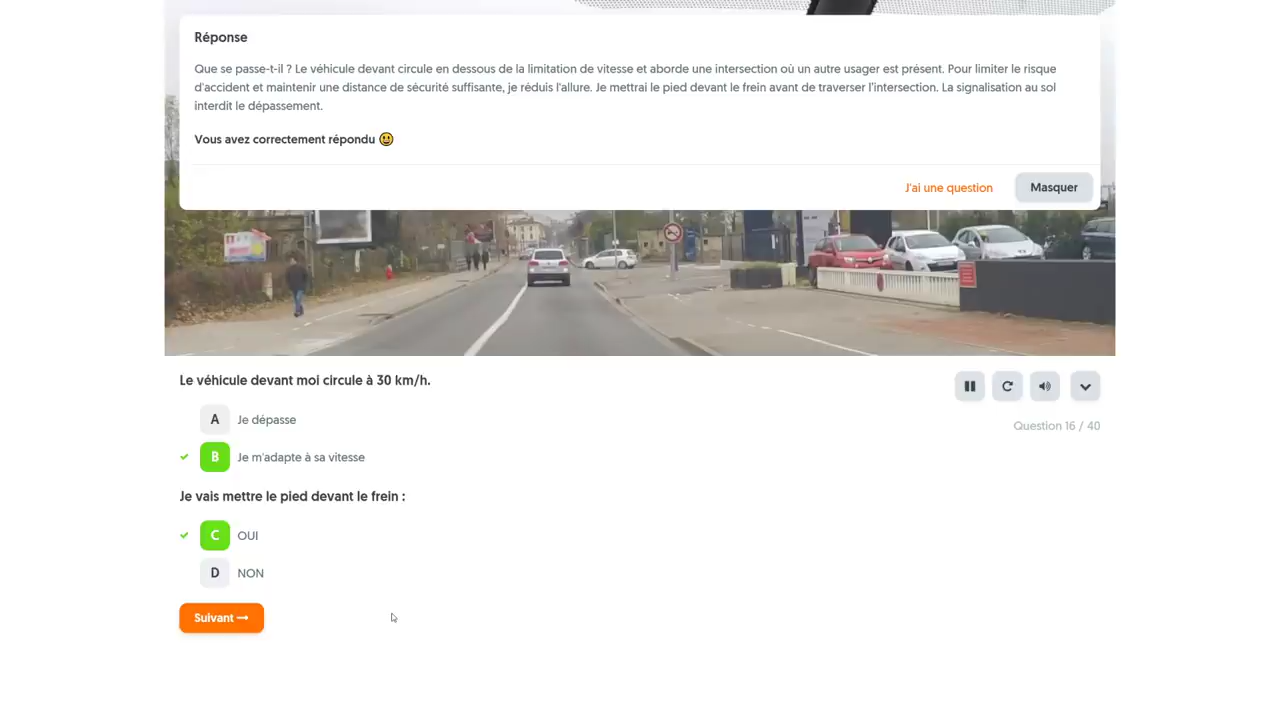 Réponse
Que se passe-t-il ? Le véhicule devant circule en dessous de la limitation de vitesse et aborde une intersection où un autre usager est présent. Pour limiter le risque
d'accident et maintenir une distance de sécurité suffisante, je réduis l'allure. Je mettrai le pied devant le frein avant de traverser l'intersection. La signalisation au sol
interdit le dépassement.
Vous avez correctement répondu 😃
J'ai une question
Masquer
Le véhicule devant moi circule à 30 km/h.
A Je dépasse
B Je m'adapte à sa vitesse
Question 16 / 40
Je vais mettre le pied devant le frein :
C OUI
D NON
Suivant →